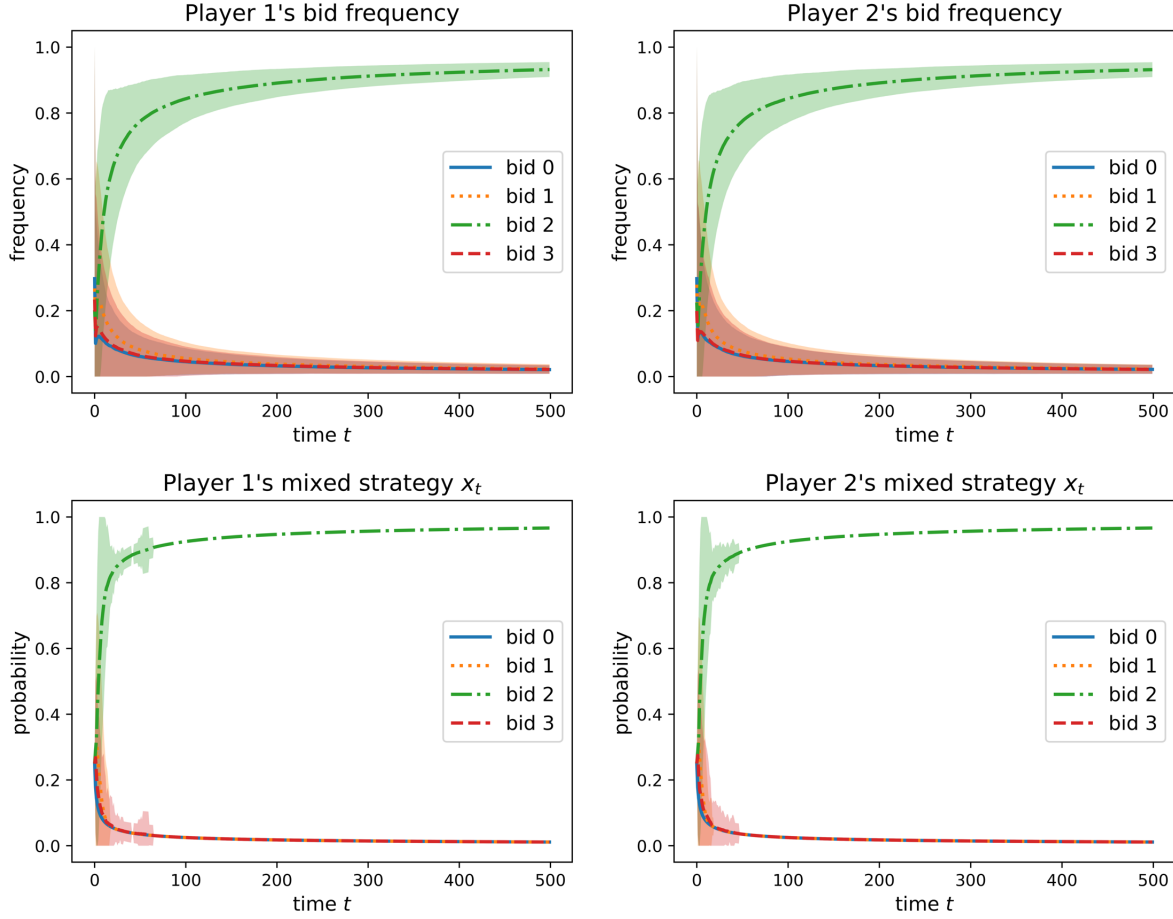 Player 1's bid frequency
1.0
0.8
0.6
0.4
0.2
0.0
frequency
bid 0
bid 1
bid 2
bid 3
0 100 200 300 400 500
time t
Player 2's bid frequency
1.0
0.8
0.6
0.4
0.2
0.0
frequency
bid 0
bid 1
bid 2
bid 3
0 100 200 300 400 500
time t
Player 1's mixed strategy x_t
1.0
0.8
0.6
0.4
0.2
0.0
probability
bid 0
bid 1
bid 2
bid 3
0 100 200 300 400 500
time t
Player 2's mixed strategy x_t
1.0
0.8
0.6
0.4
0.2
0.0
probability
bid 0
bid 1
bid 2
bid 3
0 100 200 300 400 500
time t